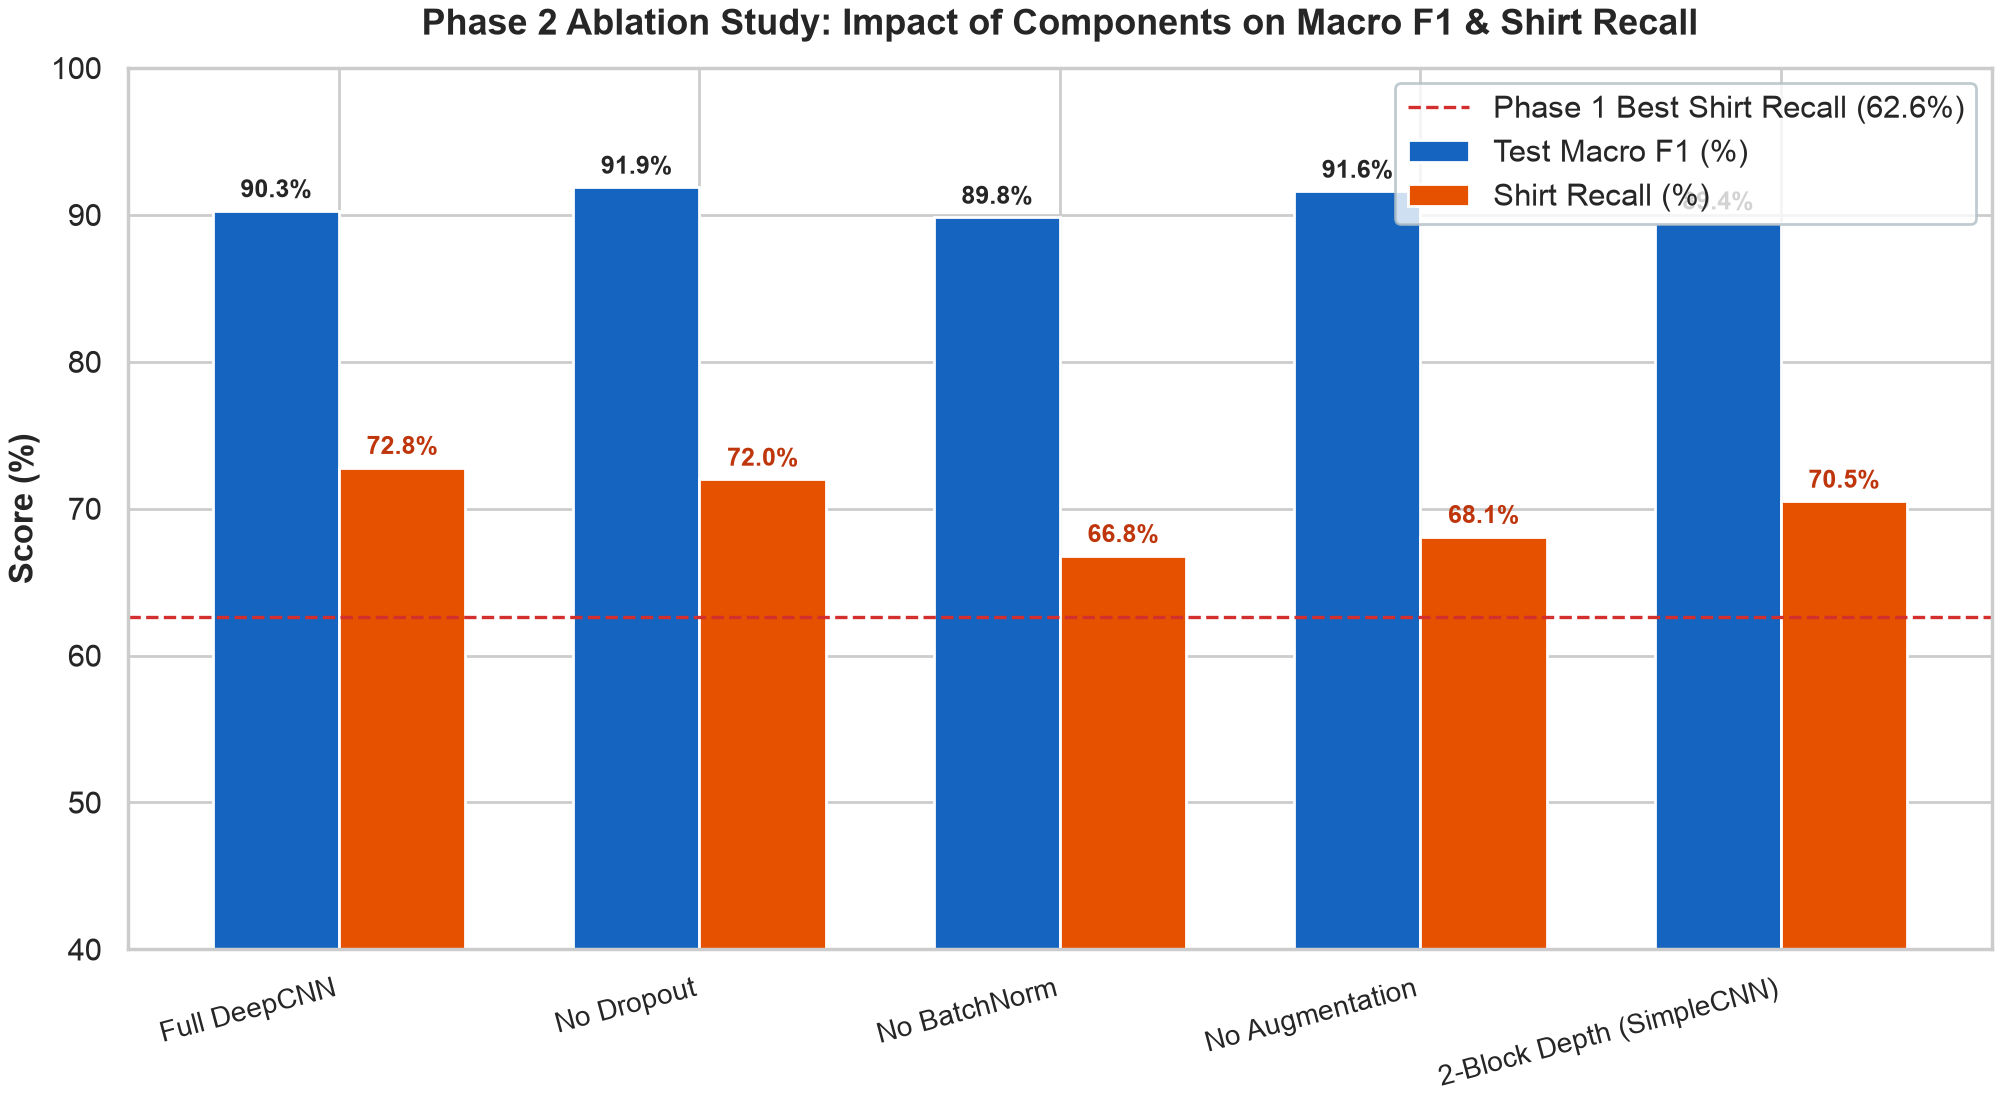 Phase 2 Ablation Study: Impact of Components on Macro F1 & Shirt Recall
100
90
80
70
60
50
40
Score (%)
Phase 1 Best Shirt Recall (62.6%)
Test Macro F1 (%)
Shirt Recall (%)
90.3%
72.8%
91.9%
72.0%
89.8%
66.8%
91.6%
68.1%
89.4%
70.5%
Full DeepCNN
No Dropout
No BatchNorm
No Augmentation
2-Block Depth (SimpleCNN)